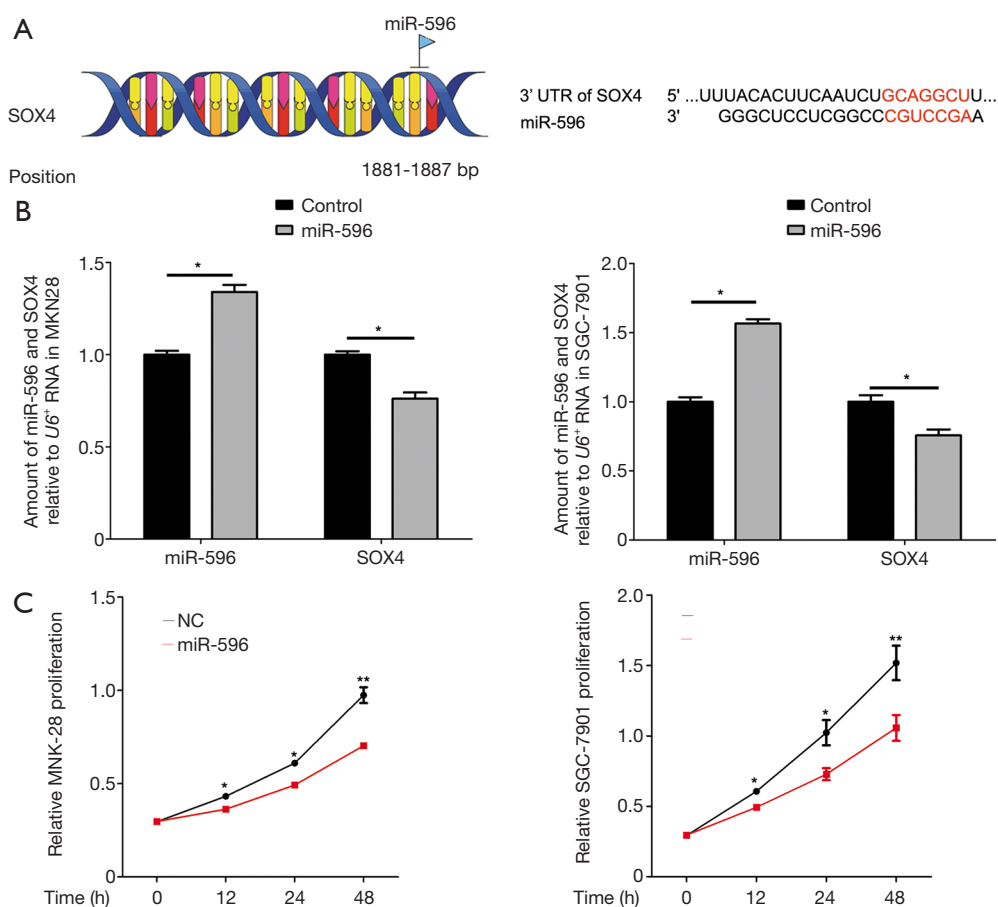 A
miR-596
SOX4
Position
1881-1887 bp
3' UTR of SOX4 5' ...UUUACACUUCAAUCUGCAGGCUU...
miR-596 3' GGGCUCCUCGGCCCGUCCGAA
B
Control
miR-596
Amount of miR-596 and SOX4
relative to U6+ RNA in MKN28
1.5
1.0
0.5
0
*
*
miR-596 SOX4
Control
miR-596
Amount of miR-596 and SOX4
relative to U6+ RNA in SGC-7901
2.0
1.5
1.0
0.5
0
*
*
miR-596 SOX4
C
Relative MNK-28 proliferation
1.5
1.0
0.5
0
NC
miR-596
*
*
**
Time (h) 0 12 24 48
Relative SGC-7901 proliferation
2.0
1.5
1.0
0.5
0
*
*
**
Time (h) 0 12 24 48